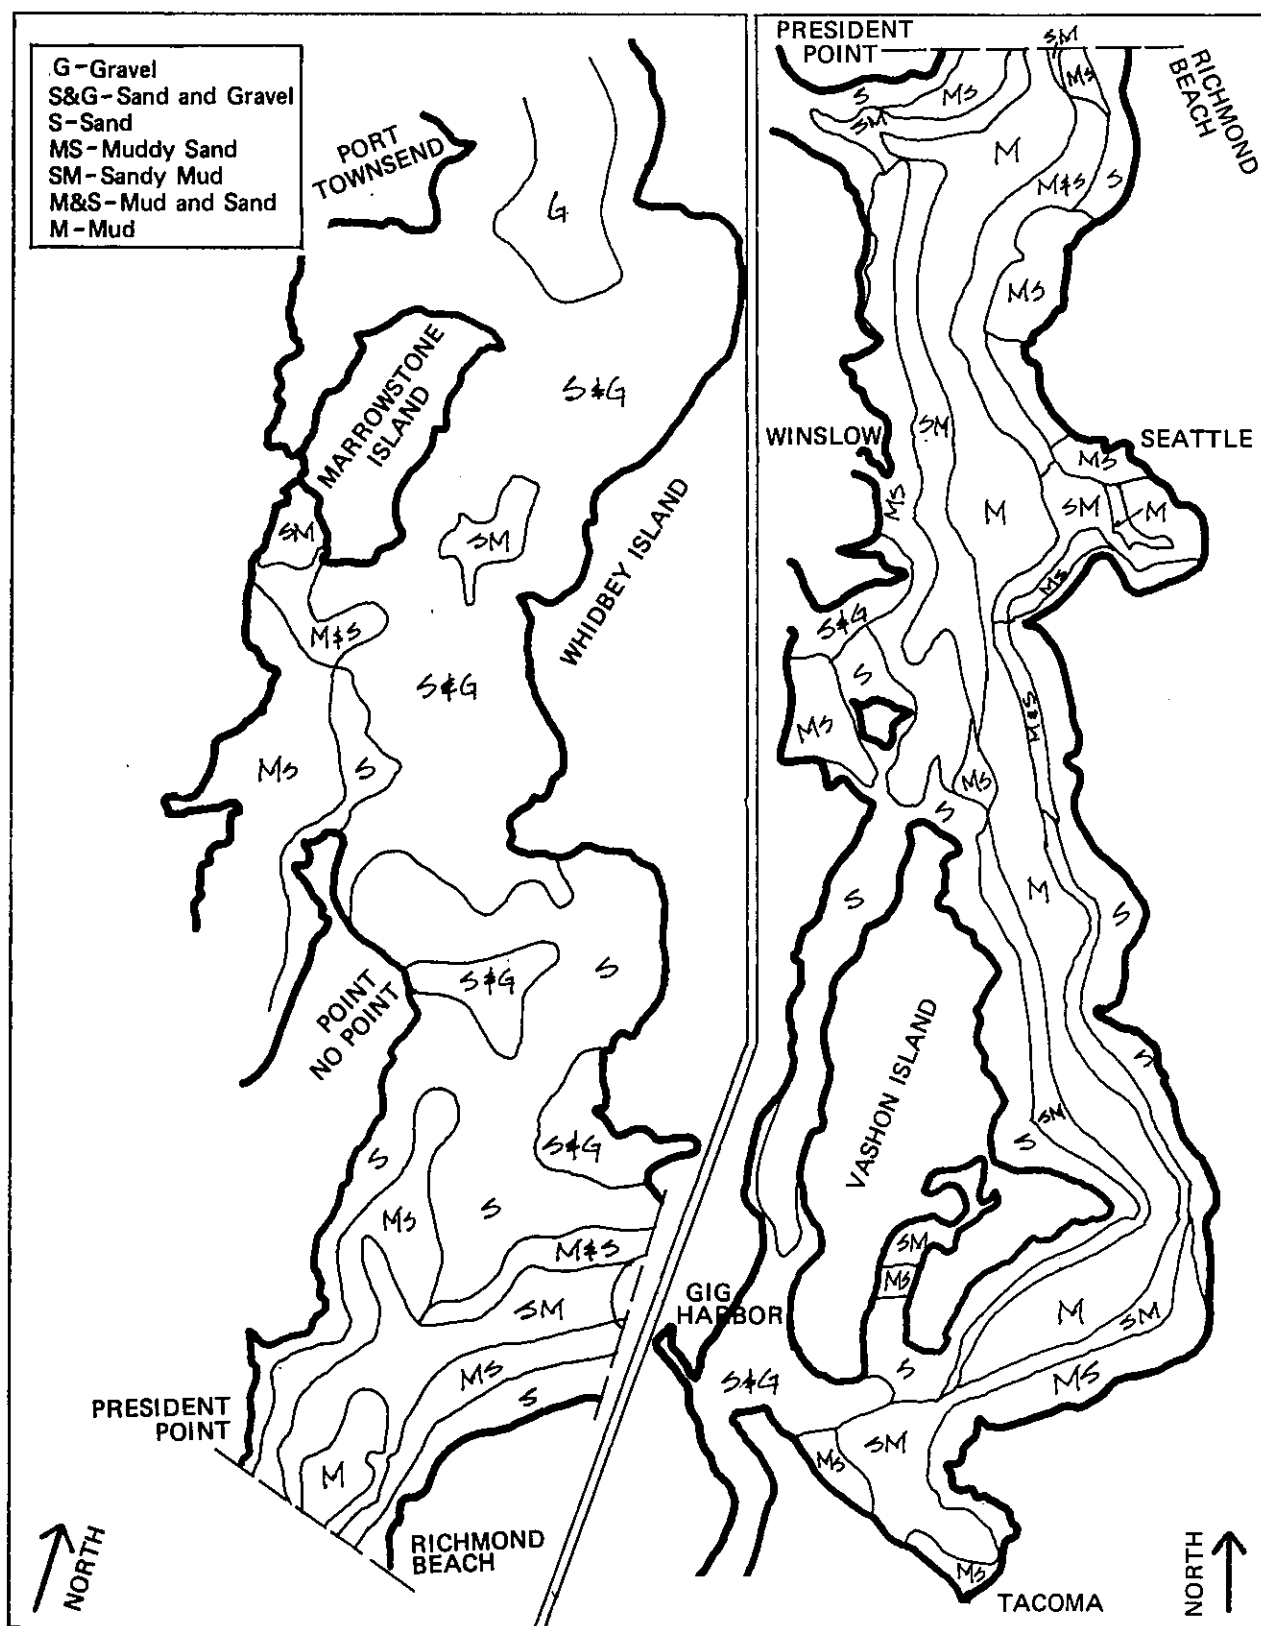 G-Gravel
S&G-Sand and Gravel
S-Sand
MS-Muddy Sand
SM-Sandy Mud
M&S-Mud and Sand
M-Mud
PORT
TOWNSEND
G
MARROWSTONE
ISLAND
S&G
SM
SM
WHIDBEY ISLAND
M&S
S&G
MS
S
S&G
S
POINT
NO POINT
S&G
S
MS
S
M&S
SM
MS
S
PRESIDENT
POINT
M
RICHMOND
BEACH
NORTH
PRESIDENT
POINT
SM
RICHMOND
BEACH
S
MS
MS
SM
M
M&S
S
MS
WINSLOW
SM
SEATTLE
MS
MS
M
SM
M
MS
S&G
S
MS
M&S
MS
S
M
S
S
VASHON ISLAND
S
SM
S
SM
MS
GIG
HARBOR
M
SM
S
MS
S&G
SM
MS
MS
TACOMA
NORTH